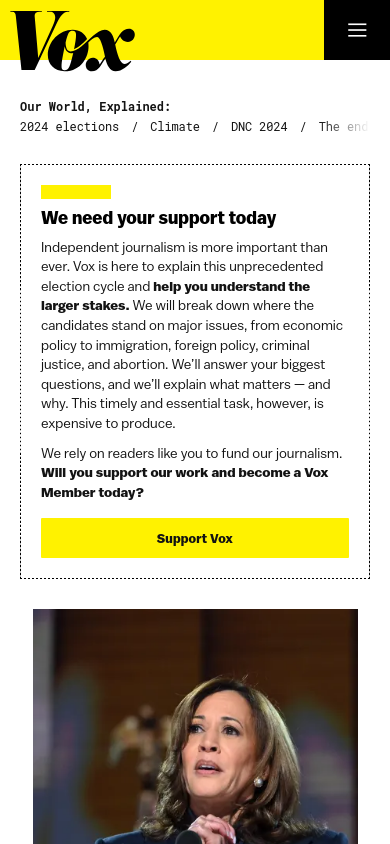 Vox
Our World, Explained:
2024 elections / Climate / DNC 2024 / The end
We need your support today
Independent journalism is more important than
ever. Vox is here to explain this unprecedented
election cycle and help you understand the
larger stakes. We will break down where the
candidates stand on major issues, from economic
policy to immigration, foreign policy, criminal
justice, and abortion. We’ll answer your biggest
questions, and we’ll explain what matters — and
why. This timely and essential task, however, is
expensive to produce.
We rely on readers like you to fund our journalism.
Will you support our work and become a Vox
Member today?
Support Vox